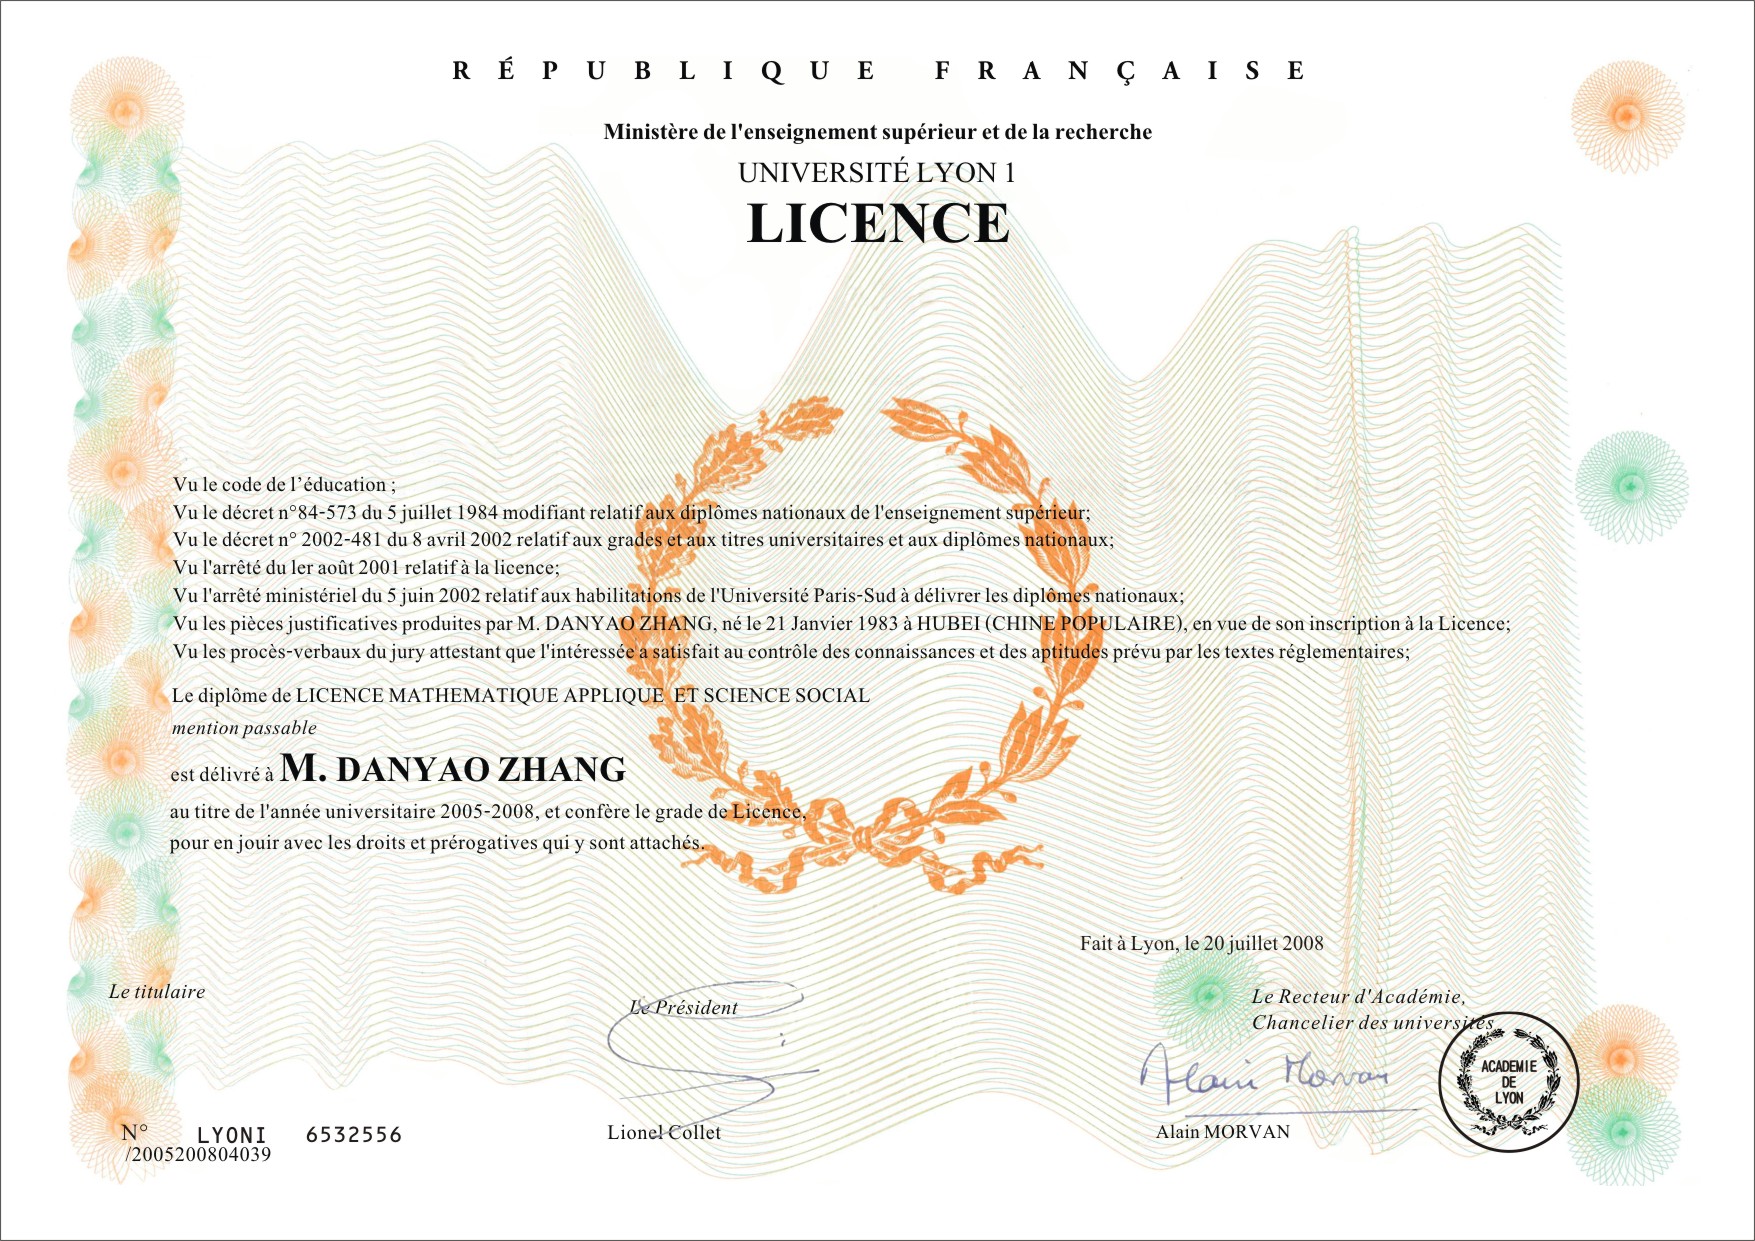 RÉPUBLIQUE FRANÇAISE
Ministère de l'enseignement supérieur et de la recherche
UNIVERSITÉ LYON 1
LICENCE
Vu le code de l’éducation ;
Vu le décret n°84-573 du 5 juillet 1984 modifiant relatif aux diplômes nationaux de l'enseignement supérieur;
Vu le décret n° 2002-481 du 8 avril 2002 relatif aux grades et aux titres universitaires et aux diplômes nationaux;
Vu l'arrêté du ler août 2001 relatif à la licence;
Vu l'arrêté ministériel du 5 juin 2002 relatif aux habilitations de l'Université Paris-Sud à délivrer les diplômes nationaux;
Vu les pièces justificatives produites par M. DANYAO ZHANG, né le 21 Janvier 1983 à HUBEI (CHINE POPULAIRE), en vue de son inscription à la Licence;
Vu les procès-verbaux du jury attestant que l'intéressée a satisfait au contrôle des connaissances et des aptitudes prévu par les textes réglementaires;
Le diplôme de LICENCE MATHEMATIQUE APPLIQUE ET SCIENCE SOCIAL
mention passable
est délivré à M. DANYAO ZHANG
au titre de l'année universitaire 2005-2008, et confère le grade de Licence,
pour en jouir avec les droits et prérogatives qui y sont attachés.
Fait à Lyon, le 20 juillet 2008
Le titulaire
Le Président
Le Recteur d'Académie,
Chancelier des universités
Alain Morvan
ACADEMIE
DE
LYON
N° LYONI 6532556
/2005200804039
Lionel Collet
Alain MORVAN